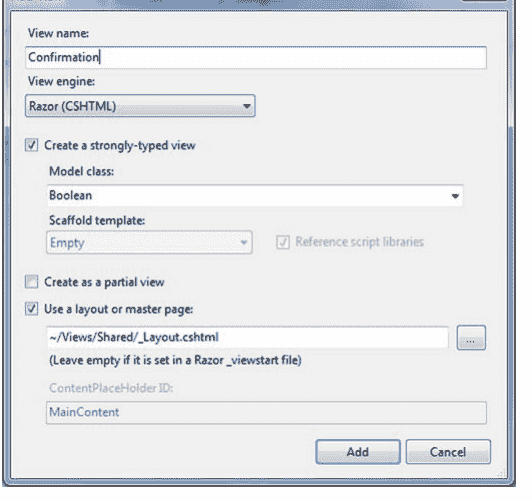 View name:
Confirmation
View engine:
Razor (CSHTML)
Create a strongly-typed view
Model class:
Boolean
Scaffold template:
Empty
Reference script libraries
Create as a partial view
Use a layout or master page:
~/Views/Shared/_Layout.cshtml
...
(Leave empty if it is set in a Razor _viewstart file)
ContentPlaceHolder ID:
MainContent
Add
Cancel